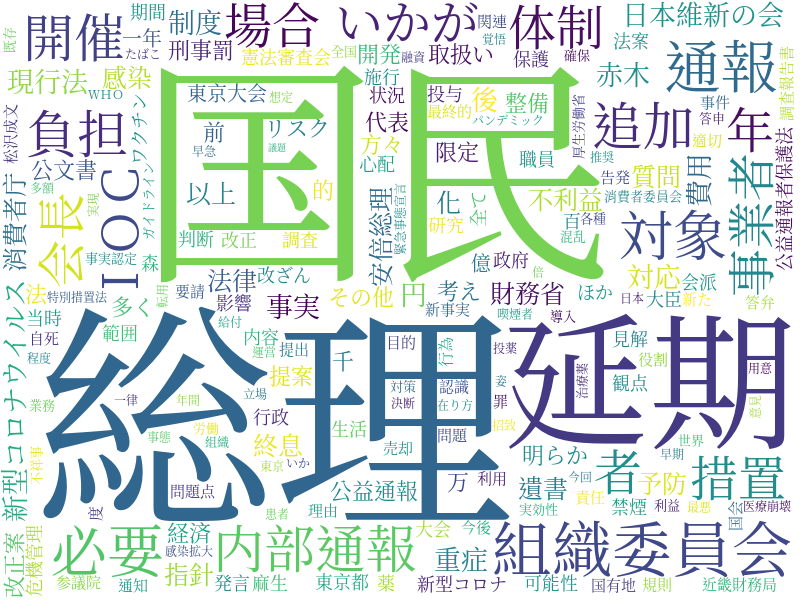 国民
総理
延期
組織委員会
IOC
必要
内部通報
負担
開催
場合
いかが
体制
日本維新の会
通報
追加
年
対象
事業者
措置
者
会長
赤木
法案
関連
覚悟
全国
融資
憲法審査会
開発
取扱い
保護
確保
制度
刑事罰
期間
一年
たばこ
既存
現行法
感染
WHO
ワクチン
ガイドライン
松沢成文
公文書
消費者庁
新型コロナウイルス
東京大会
想定
前
リスク
早急
議題
以上
的
判断
改正
調査
事実認定
森
多額
実現
法律
改ざん
法
特別措置法
転用
要請
影響
事実
多く
給付
当時
自死
範囲
内容
程度
状況
施行
代表
方々
心配
投与
最終的
パンデミック
後
整備
限定
職員
化
全て
研究
不利益
質問
費用
厚生労働省
推奨
告発
事件
答申
適切
調査報告書
公益通報者保護法
消費者委員会
百
各種
混乱
安倍総理
緊急事態宣言
億
政府
円
考え
財務省
その他
新事実
倍
ほか
会派
対応
日本
大臣
新た
答弁
喫煙者
導入
見解
役割
観点
用意
治療薬
意見
明らか
世界
早期
予防
禁煙
利益
最悪
責任
今回
遺書
万
利用
招致
罪
姿
投薬
行為
目的
対策
認識
決断
在り方
問題
売却
千
提出
運営
立場
提案
一律
年間
行政
労働
組織
事態
業務
不祥事
終息
生活
東京
いか
問題点
理由
公益通報
度
患者
経済
感染拡大
指針
改正案
危機管理
参議院
通知
発言
麻生
東京都
薬
大会
今後
重症
新型コロナ
実効性
可能性
国有地
規則
国会
医療崩壊
近畿財務局